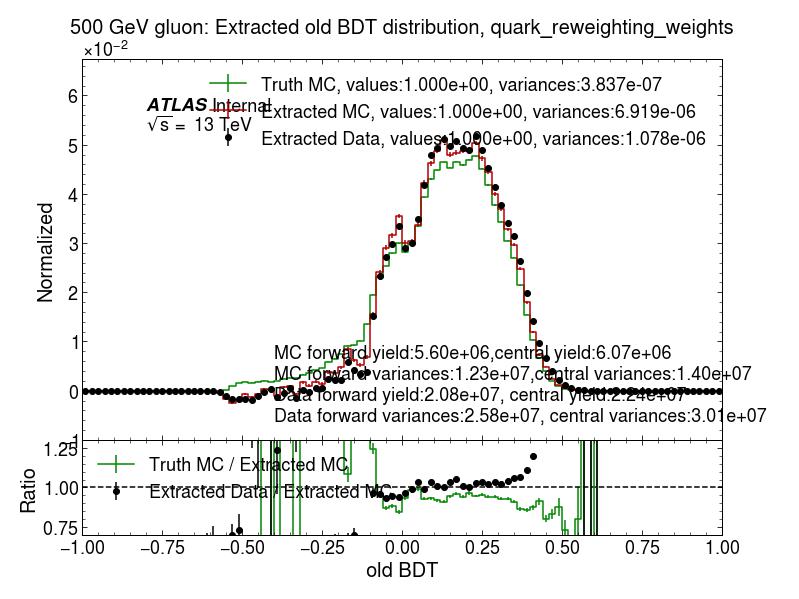 500 GeV gluon: Extracted old BDT distribution, quark_reweighting_weights
×10⁻²
Truth MC, values:1.000e+00, variances:3.837e-07
ATLAS Internal
Extracted MC, values:1.000e+00, variances:6.919e-06
√s = 13 TeV
Extracted Data, values:1.000e+00, variances:1.078e-06
6
5
4
3
2
1
0
−1
Normalized
MC forward yield:5.60e+06,central yield:6.07e+06
MC forward variances:1.23e+07,central variances:1.40e+07
Data forward yield:2.08e+07, central yield:2.24e+07
Data forward variances:2.58e+07, central variances:3.01e+07
1.25
1.00
0.75
Ratio
Truth MC / Extracted MC
Extracted Data / Extracted MC
−1.00 −0.75 −0.50 −0.25 0.00 0.25 0.50 0.75 1.00
old BDT